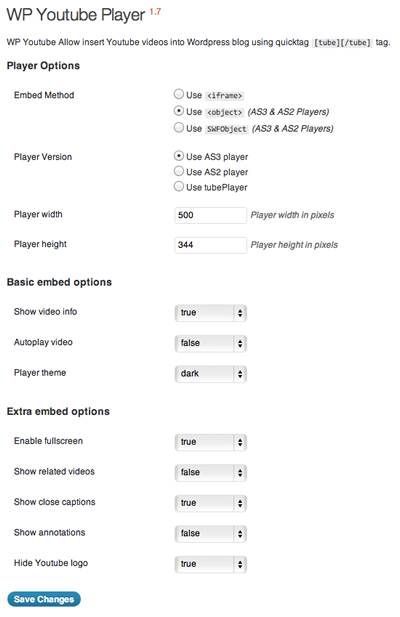 WP Youtube Player 1.7
WP Youtube Allow insert Youtube videos into Wordpress blog using quicktag [tube][/tube] tag.
Player Options
Embed Method
Use <iframe>
Use <object> (AS3 & AS2 Players)
Use SWFObject (AS3 & AS2 Players)
Player Version
Use AS3 player
Use AS2 player
Use tubePlayer
Player width 500 Player width in pixels
Player height 344 Player height in pixels
Basic embed options
Show video info true
Autoplay video false
Player theme dark
Extra embed options
Enable fullscreen true
Show related videos false
Show close captions true
Show annotations false
Hide Youtube logo true
Save Changes